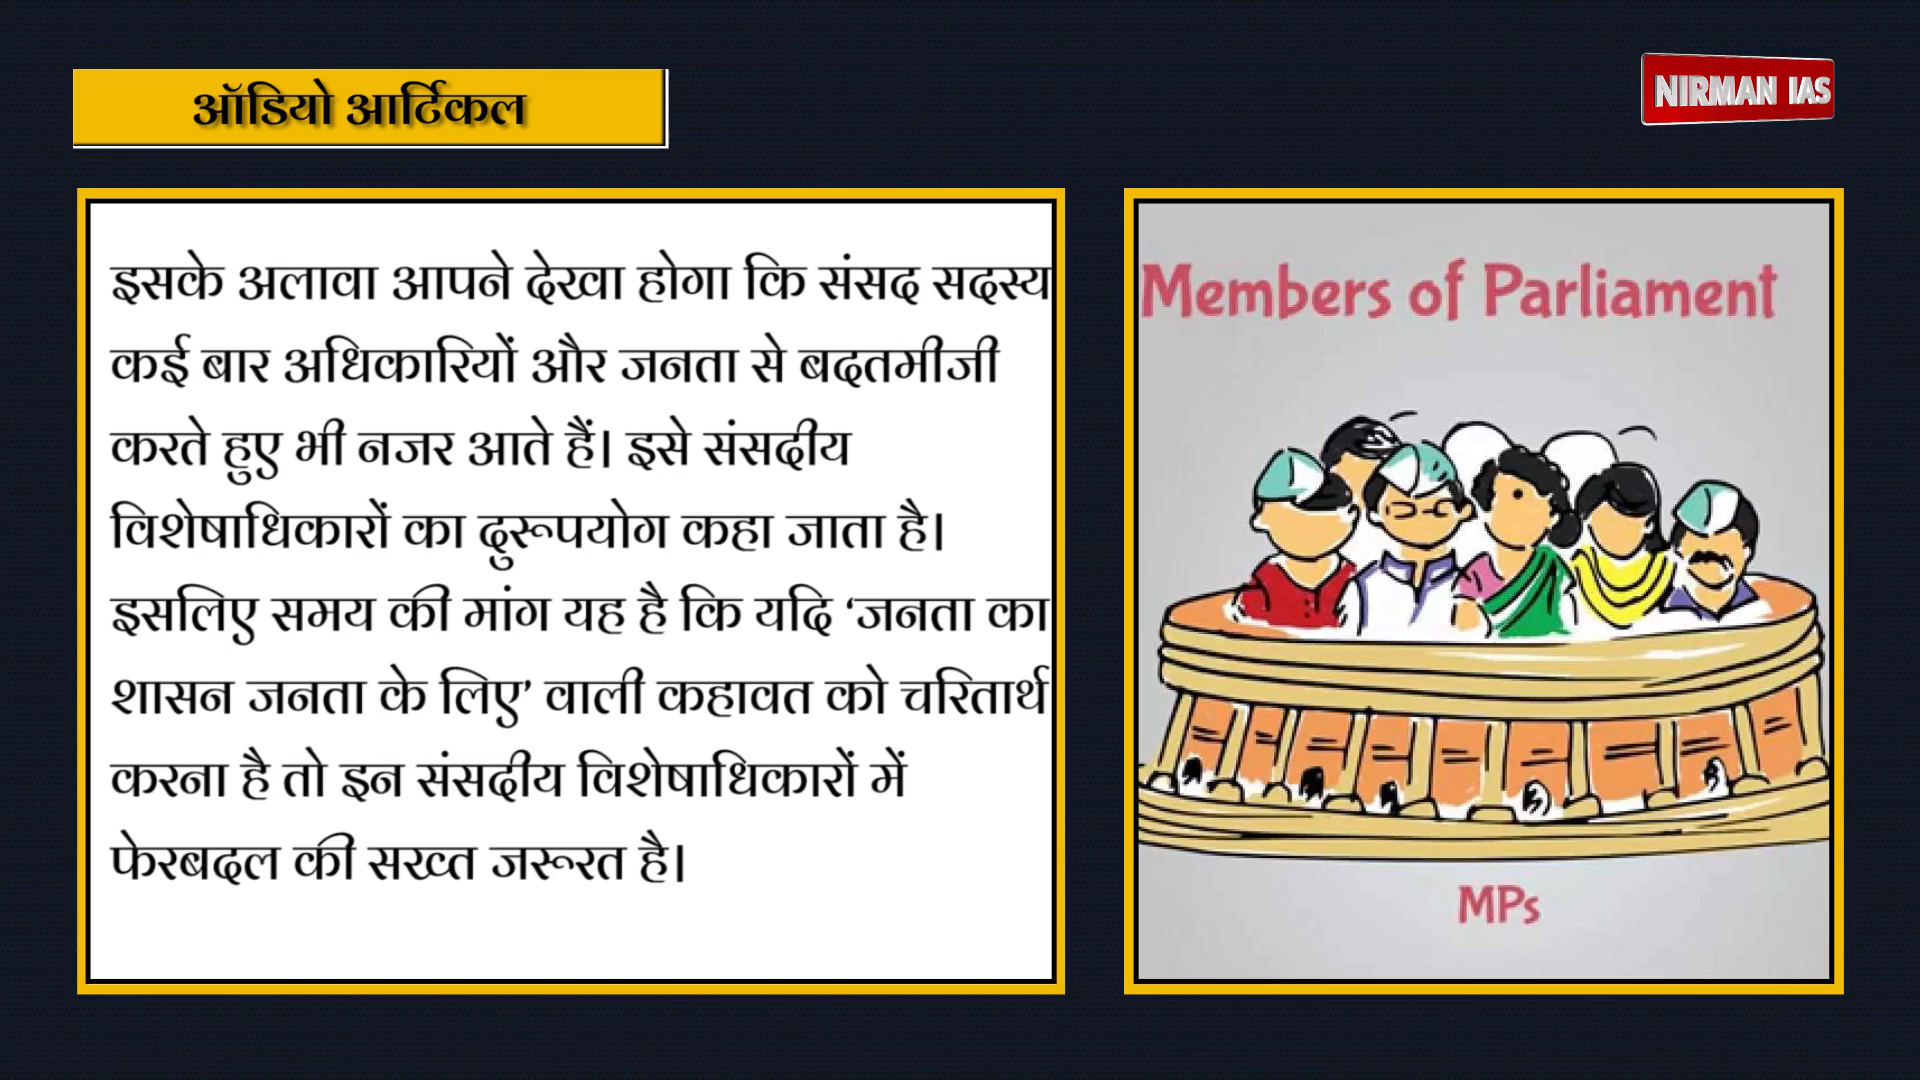 ऑडियो आर्टिकल
NIRMAN IAS
इसके अलावा आपने देखा होगा कि संसद सदस्य
कई बार अधिकारियों और जनता से बदतमीजी
करते हुए भी नजर आते हैं। इसे संसदीय
विशेषाधिकारों का दुरूपयोग कहा जाता है।
इसलिए समय की मांग यह है कि यदि ‘जनता का
शासन जनता के लिए’ वाली कहावत को चरितार्थ
करना है तो इन संसदीय विशेषाधिकारों में
फेरबदल की सख्त जरूरत है।
Members of Parliament
MPs